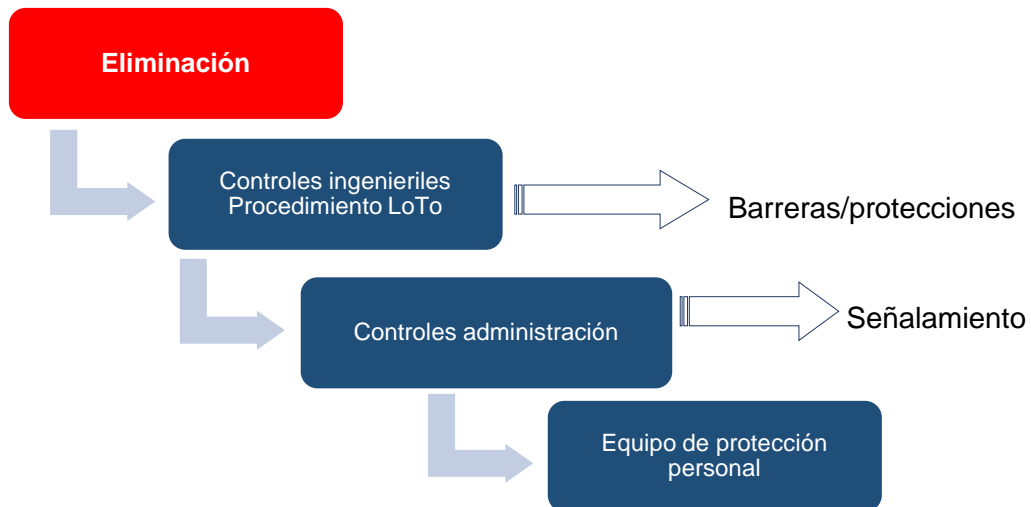 Eliminación
Controles ingenieriles
Procedimiento LoTo
Barreras/protecciones
Controles administración
Señalamiento
Equipo de protección
personal